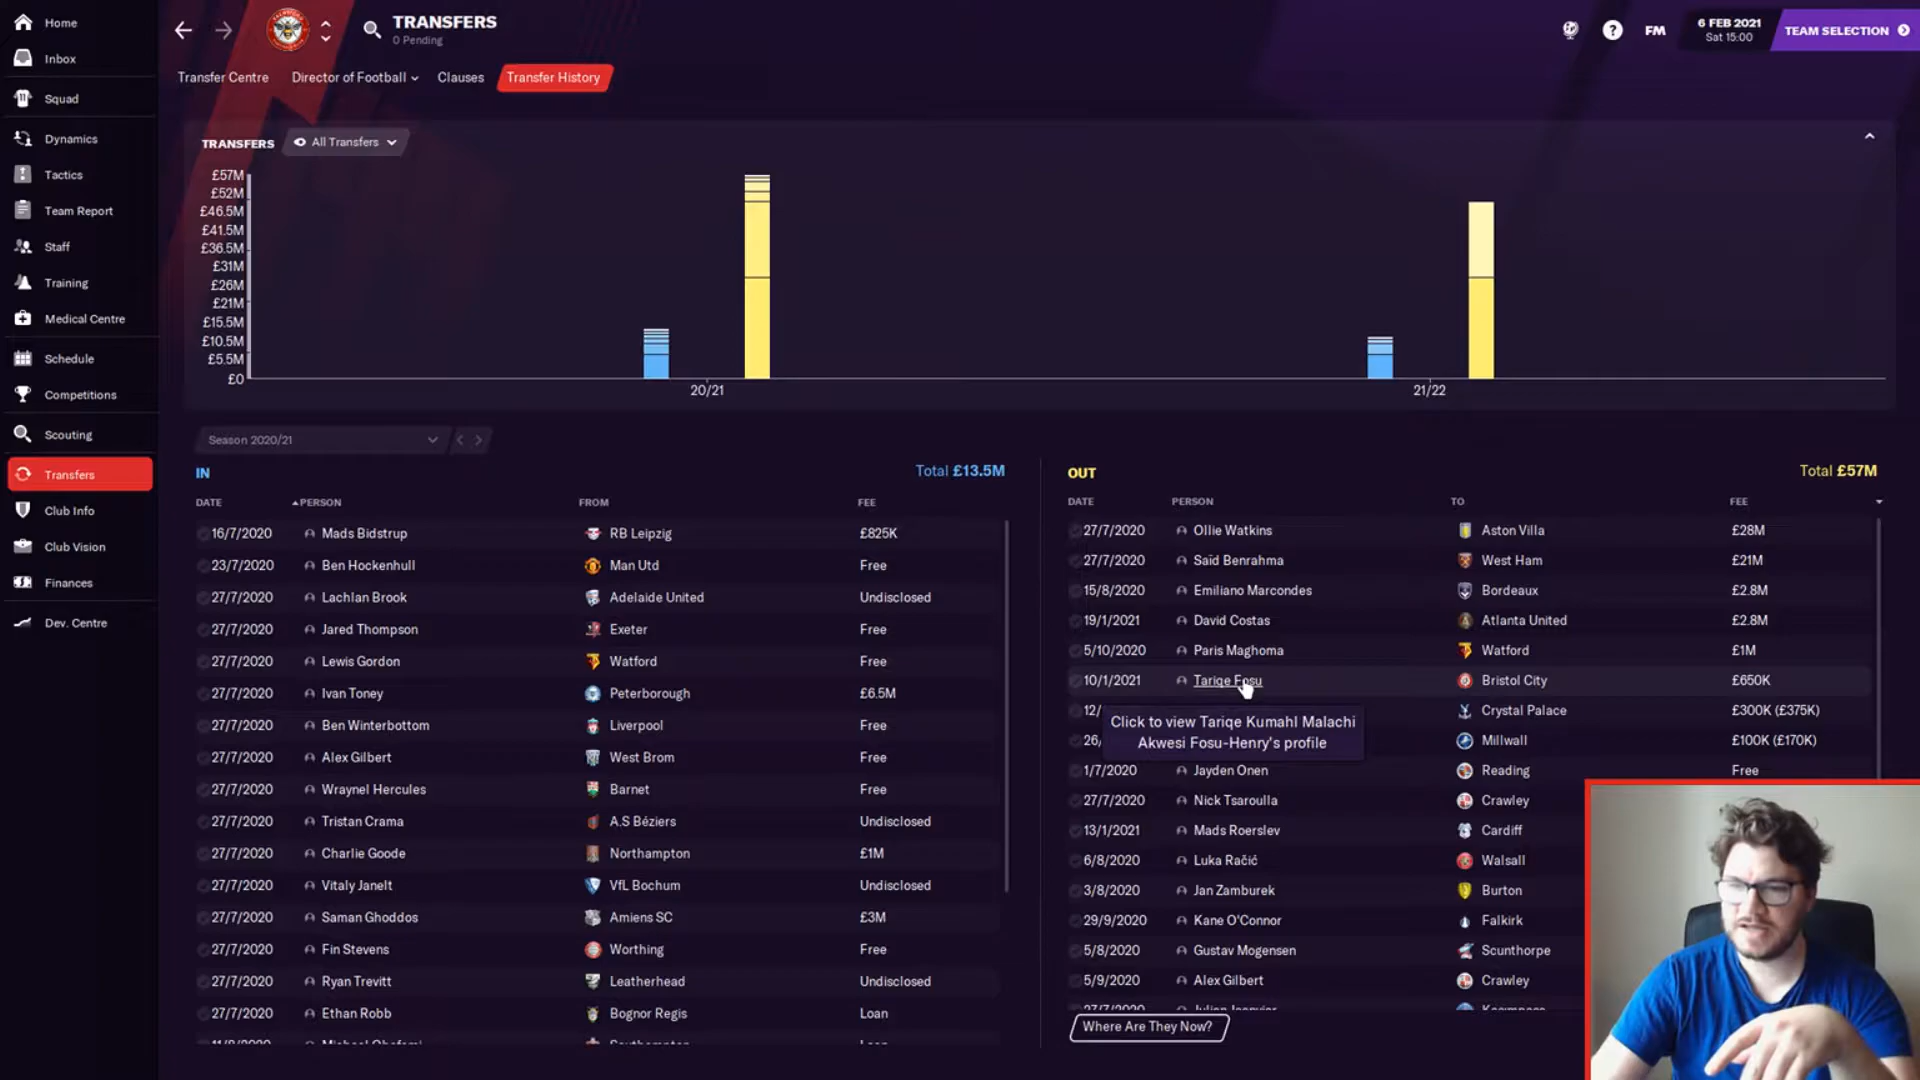 Home
Inbox
Squad
Dynamics
Tactics
Team Report
Staff
Training
Medical Centre
Schedule
Competitions
Scouting
Transfers
Club Info
Club Vision
Finances
Dev. Centre
TRANSFERS
0 Pending
FM
6 FEB 2021
Sat 15:00
TEAM SELECTION
Transfer Centre
Director of Football
Clauses
Transfer History
TRANSFERS
All Transfers
£57M
£52M
£46.5M
£41.5M
£36.5M
£31M
£26M
£21M
£15.5M
£10.5M
£5.5M
£0
20/21
21/22
Season 2020/21
IN Total £13.5M
DATE PERSON FROM FEE
16/7/2020 Mads Bidstrup RB Leipzig £825K
23/7/2020 Ben Hockenhull Man Utd Free
27/7/2020 Lachlan Brook Adelaide United Undisclosed
27/7/2020 Jared Thompson Exeter Free
27/7/2020 Lewis Gordon Watford Free
27/7/2020 Ivan Toney Peterborough £6.5M
27/7/2020 Ben Winterbottom Liverpool Free
27/7/2020 Alex Gilbert West Brom Free
27/7/2020 Wraynel Hercules Barnet Free
27/7/2020 Tristan Crama A.S Béziers Undisclosed
27/7/2020 Charlie Goode Northampton £1M
27/7/2020 Vitaly Janelt VfL Bochum Undisclosed
27/7/2020 Saman Ghoddos Amiens SC £3M
27/7/2020 Fin Stevens Worthing Free
27/7/2020 Ryan Trevitt Leatherhead Undisclosed
27/7/2020 Ethan Robb Bognor Regis Loan
OUT Total £57M
DATE PERSON TO FEE
27/7/2020 Ollie Watkins Aston Villa £28M
27/7/2020 Saïd Benrahma West Ham £21M
15/8/2020 Emiliano Marcondes Bordeaux £2.8M
19/1/2021 David Costas Atlanta United £2.8M
5/10/2020 Paris Maghoma Watford £1M
10/1/2021 Tariqe Fosu Bristol City £650K
12/ Crystal Palace £300K (£375K)
26/ Millwall £100K (£170K)
Click to view Tariqe Kumahl Malachi
Akwesi Fosu-Henry's profile
1/7/2020 Jayden Onen Reading Free
27/7/2020 Nick Tsaroulla Crawley
13/1/2021 Mads Roerslev Cardiff
6/8/2020 Luka Račić Walsall
3/8/2020 Jan Zamburek Burton
29/9/2020 Kane O'Connor Falkirk
5/8/2020 Gustav Mogensen Scunthorpe
5/9/2020 Alex Gilbert Crawley
Where Are They Now?